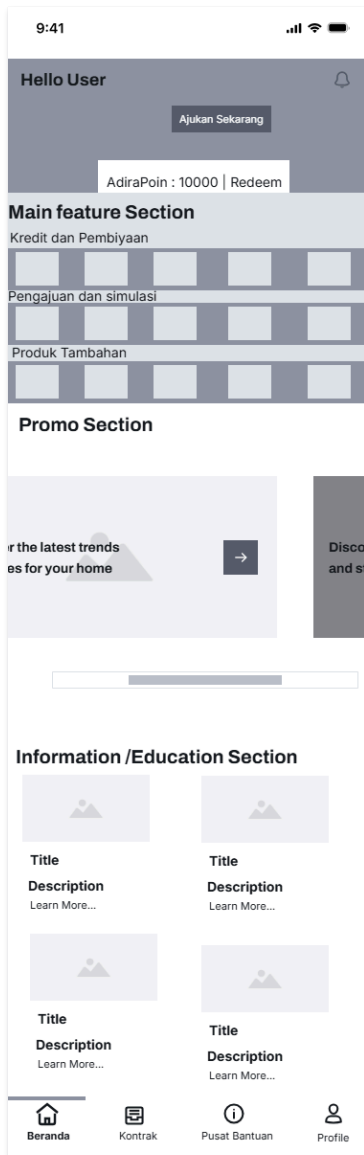 9:41
Hello User
Ajukan Sekarang
AdiraPoin : 10000 | Redeem
Main feature Section
Kredit dan Pembiyaan
Pengajuan dan simulasi
Produk Tambahan
Promo Section
the latest trends
es for your home
Disco
and
Information /Education Section
Title
Description
Learn More...
Title
Description
Learn More...
Title
Description
Learn More...
Title
Description
Learn More...
Beranda
Kontrak
Pusat Bantuan
Profile